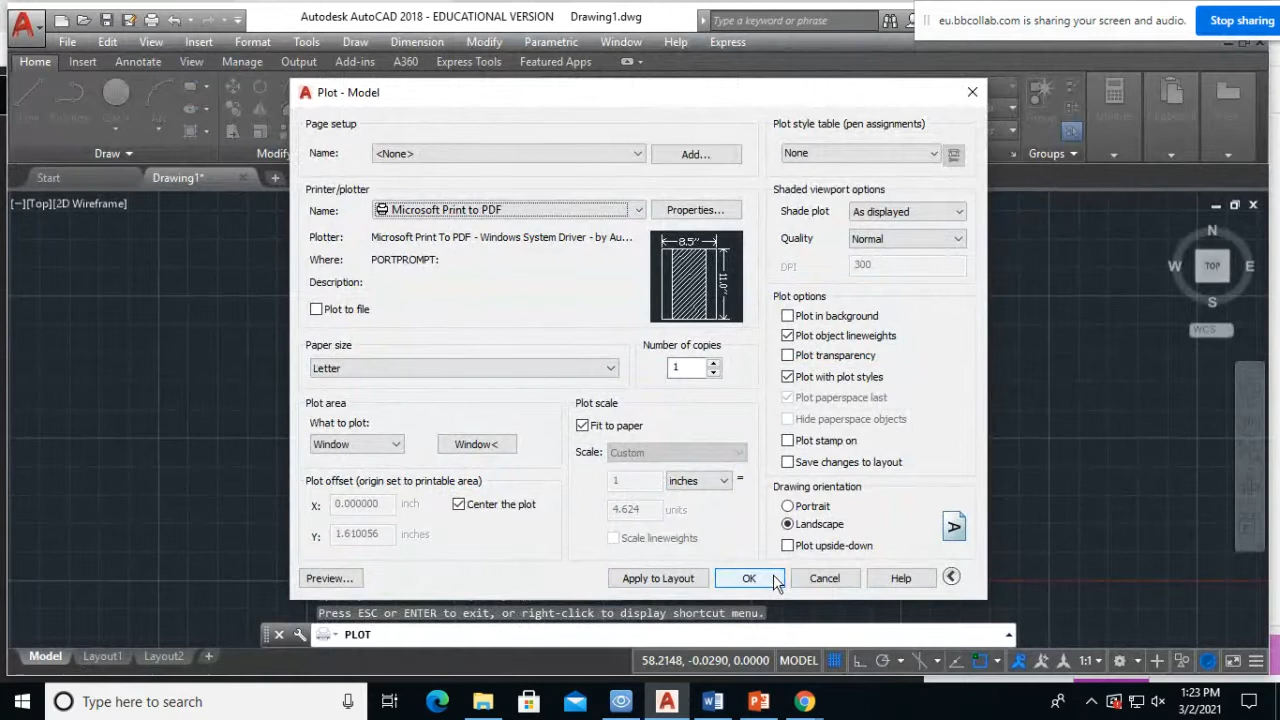 Autodesk AutoCAD 2018 - EDUCATIONAL VERSION Drawing1.dwg
Type a keyword or phrase
eu.bbcollab.com is sharing your screen and audio.
Stop sharing
File Edit View Insert Format Tools Draw Dimension Modify Parametric Window Help Express
Home Insert Annotate View Manage Output Add-ins A360 Express Tools Featured Apps
Draw
Groups
Start
Drawing1*
[−][Top][2D Wireframe]
N
W
TOP
E
S
WCS
Plot - Model
Page setup
Name:
<None>
Add...
Printer/plotter
Name:
Microsoft Print to PDF
Properties...
Plotter:
Microsoft Print To PDF - Windows System Driver - by Au...
Where:
PORTPROMPT:
Description:
Plot to file
8.5″
11.0″
Paper size
Letter
Number of copies
1
Plot area
What to plot:
Window
Window<
Plot scale
Fit to paper
Scale:
Custom
1
inches
=
4.624
units
Scale lineweights
Plot offset (origin set to printable area)
X:
0.000000
inch
Center the plot
Y:
1.610056
inches
Plot style table (pen assignments)
None
Shaded viewport options
Shade plot
As displayed
Quality
Normal
DPI
300
Plot options
Plot in background
Plot object lineweights
Plot transparency
Plot with plot styles
Plot paperspace last
Hide paperspace objects
Plot stamp on
Save changes to layout
Drawing orientation
Portrait
Landscape
Plot upside-down
A
Preview...
Apply to Layout
OK
Cancel
Help
Press ESC or ENTER to exit, or right-click to display shortcut menu.
PLOT
Model
Layout1
Layout2
58.2148, -0.0290, 0.0000
MODEL
1:1
Type here to search
1:23 PM
3/2/2021